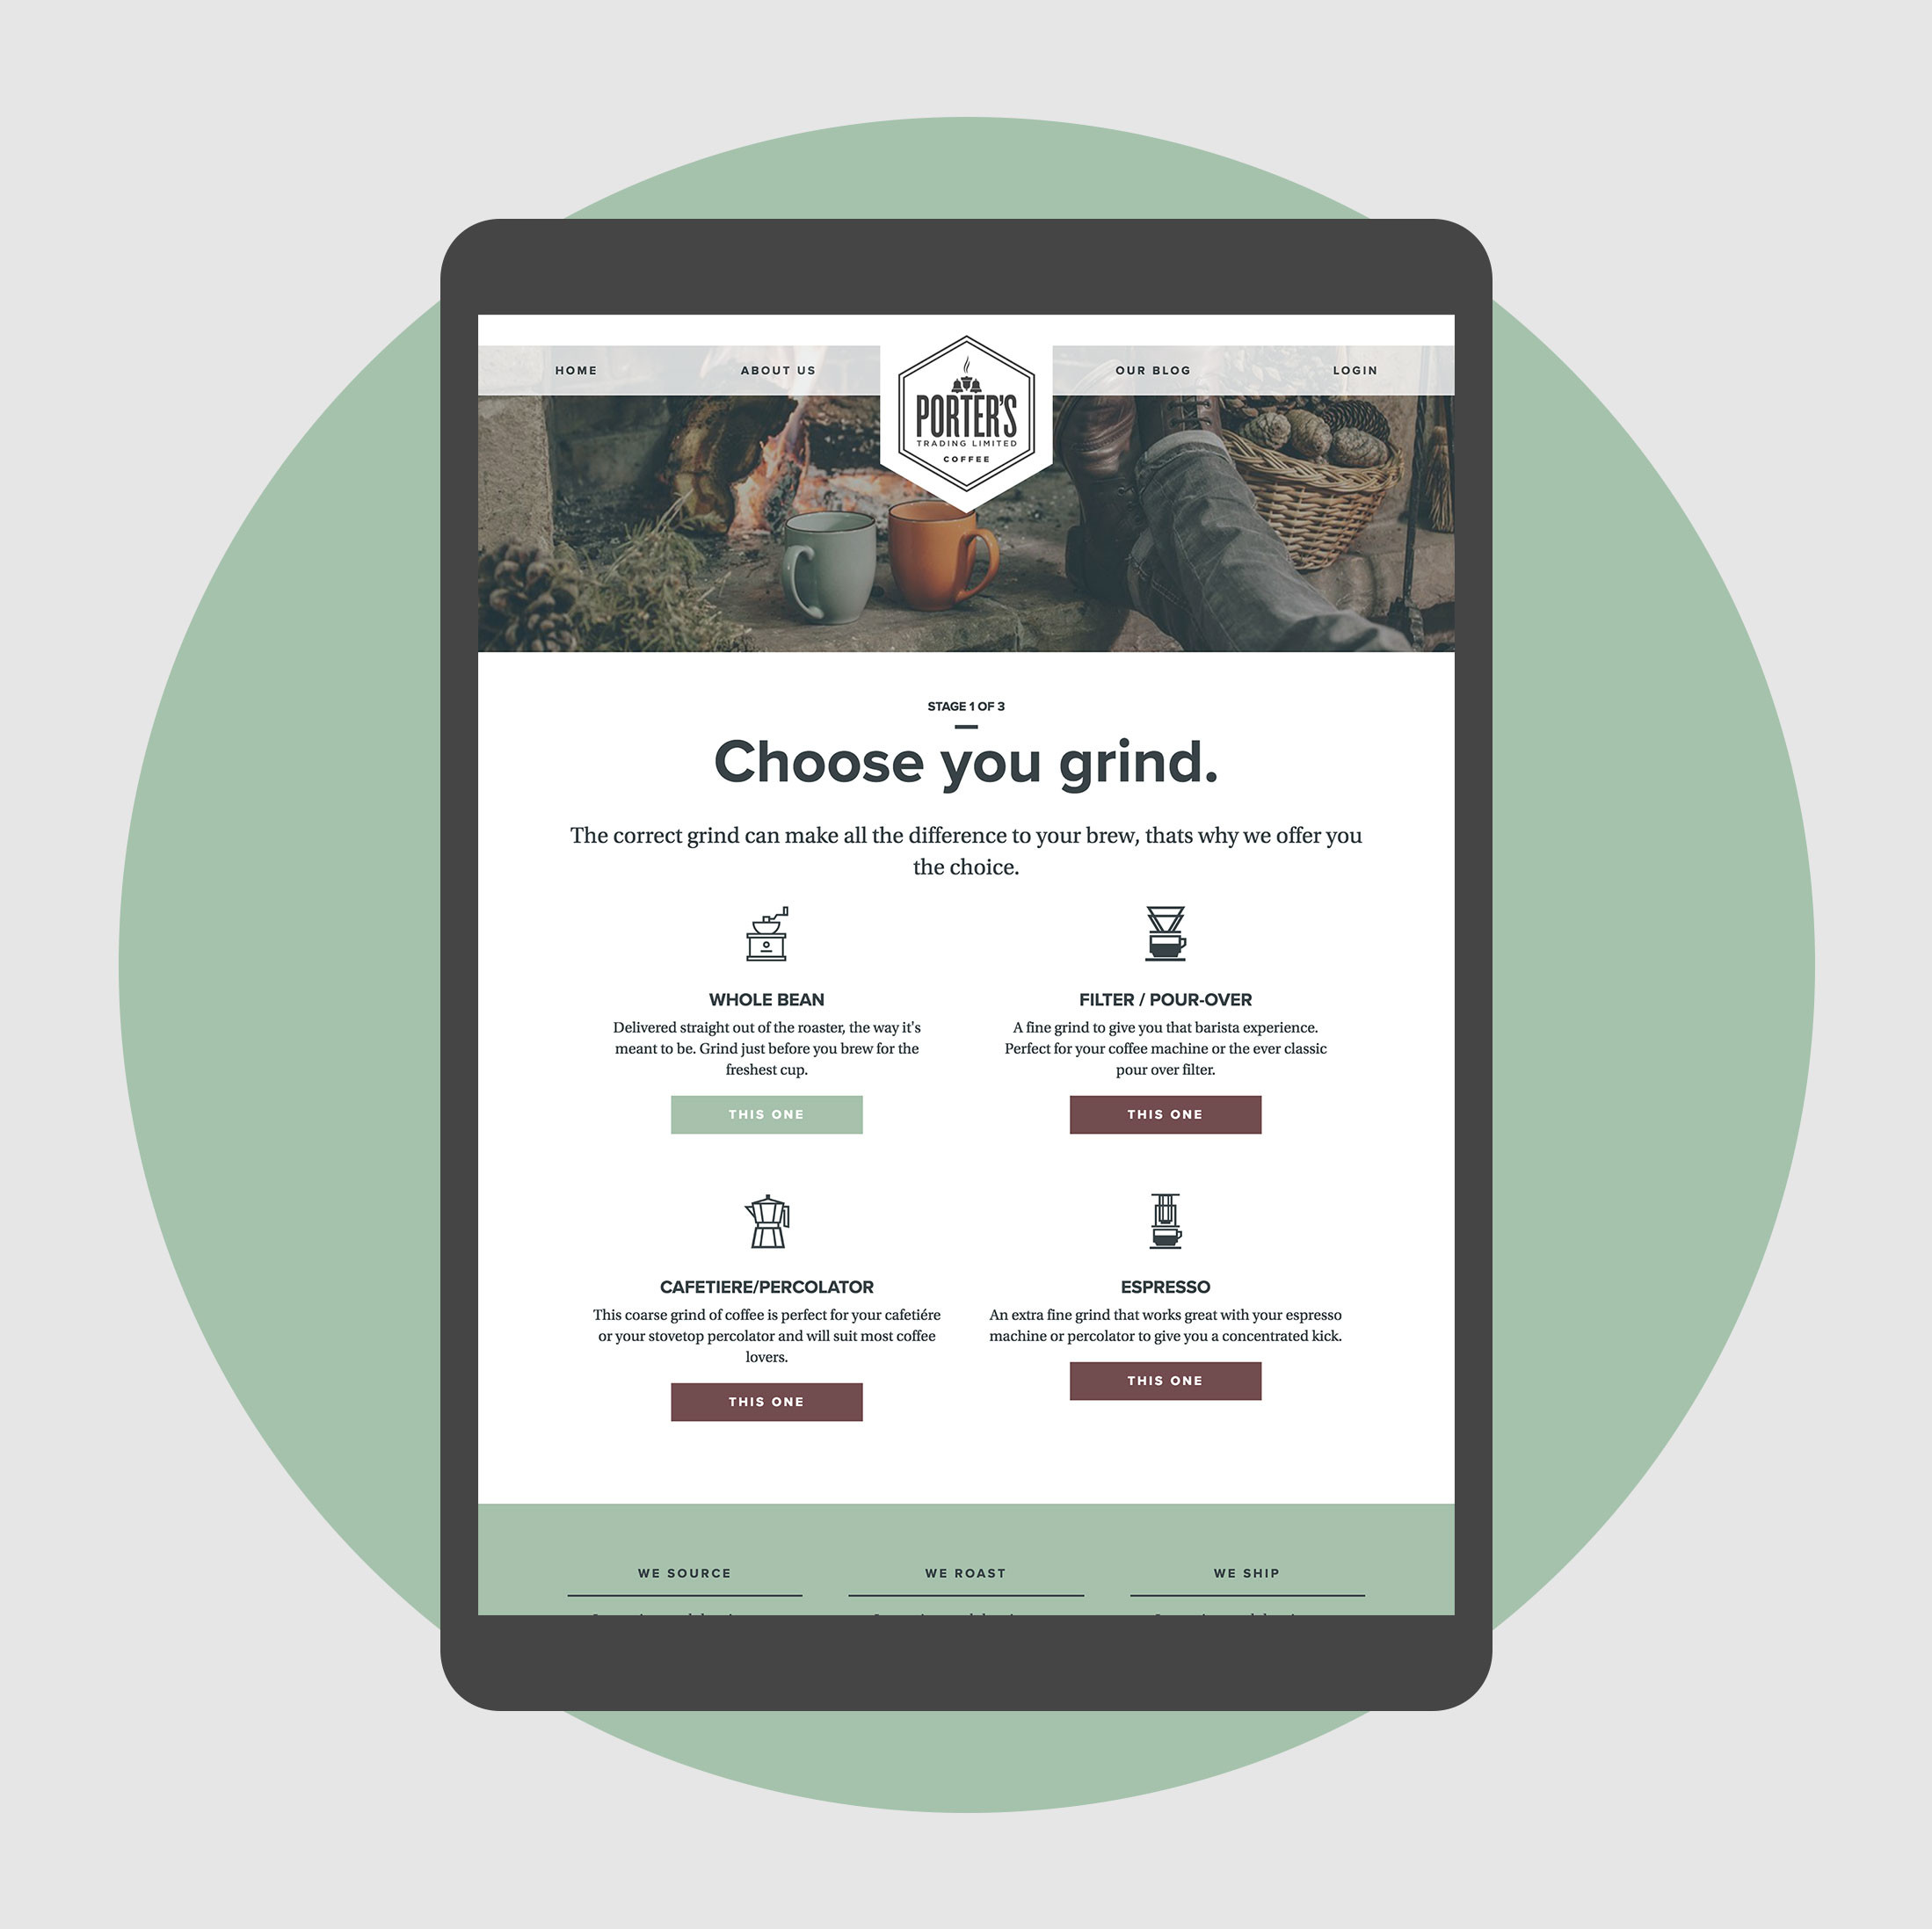 HOME
ABOUT US
PORTER'S
TRADING LIMITED
COFFEE
OUR BLOG
LOGIN
STAGE 1 OF 3
Choose you grind.
The correct grind can make all the difference to your brew, thats why we offer you
the choice.
WHOLE BEAN
Delivered straight out of the roaster, the way it's
meant to be. Grind just before you brew for the
freshest cup.
THIS ONE
FILTER / POUR-OVER
A fine grind to give you that barista experience.
Perfect for your coffee machine or the ever classic
pour over filter.
THIS ONE
CAFETIERE/PERCOLATOR
This coarse grind of coffee is perfect for your cafetiére
or your stovetop percolator and will suit most coffee
lovers.
THIS ONE
ESPRESSO
An extra fine grind that works great with your espresso
machine or percolator to give you a concentrated kick.
THIS ONE
WE SOURCE
WE ROAST
WE SHIP